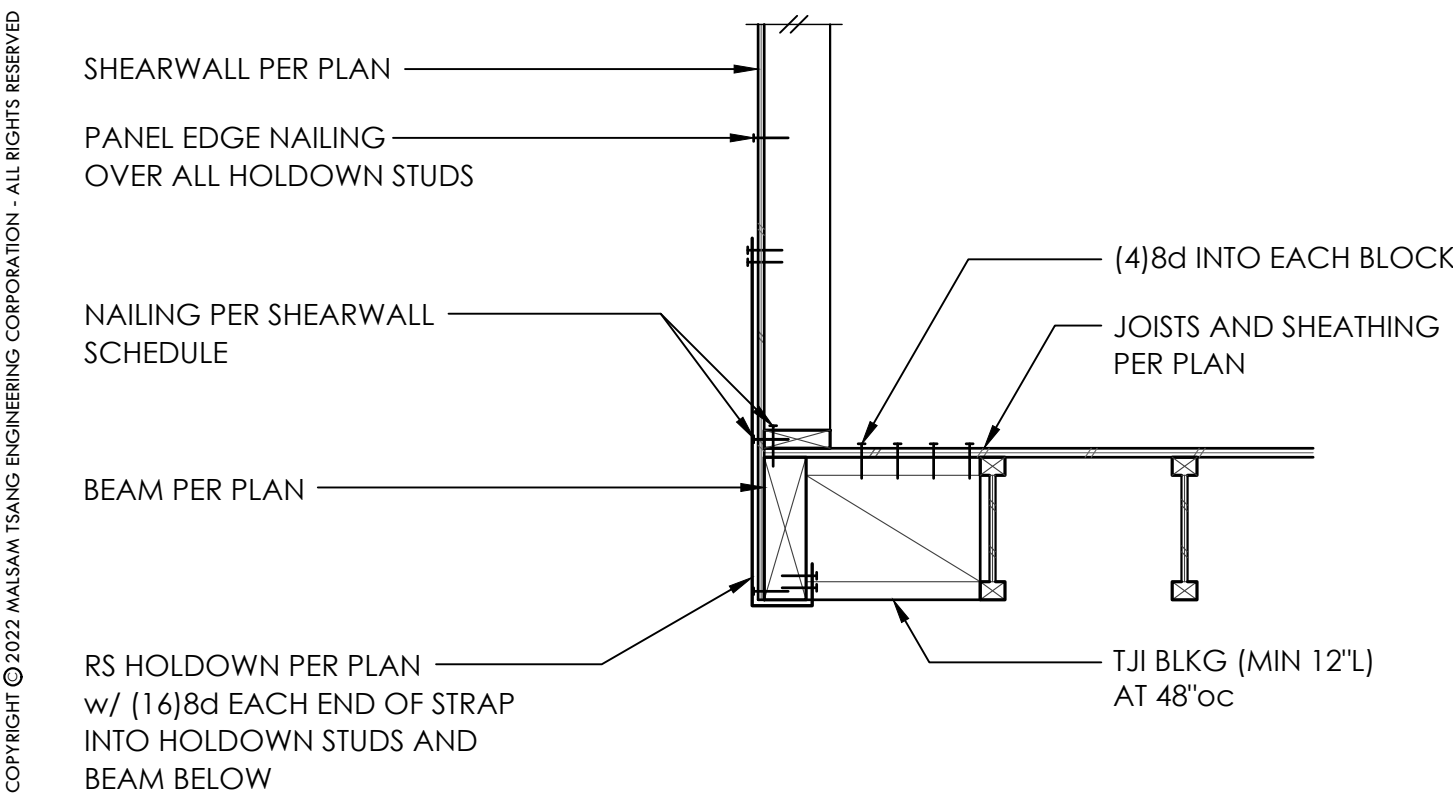 COPYRIGHT © 2022 MALSAM TSANG ENGINEERING CORPORATION - ALL RIGHTS RESERVED
SHEARWALL PER PLAN
PANEL EDGE NAILING
OVER ALL HOLDOWN STUDS
NAILING PER SHEARWALL
SCHEDULE
BEAM PER PLAN
RS HOLDOWN PER PLAN
w/ (16)8d EACH END OF STRAP
INTO HOLDOWN STUDS AND
BEAM BELOW
(4)8d INTO EACH BLOCK
JOISTS AND SHEATHING
PER PLAN
TJI BLKG (MIN 12"L)
AT 48"oc